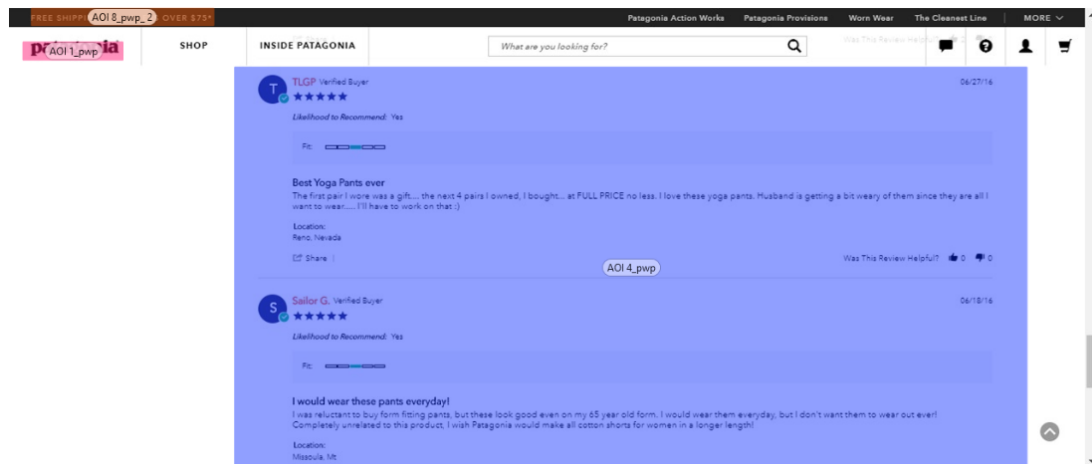 FREE SHIPPI AOI 8_pwp_2 OVER $75*
Patagonia Action Works Patagonia Provisions Worn Wear The Cleanest Line MORE
AOI 1_pwp
SHOP INSIDE PATAGONIA What are you looking for? Was This Review Helpful?
Share
TLGP Verified Buyer 06/27/16
Likelihood to Recommend: Yes
Fit:
Best Yoga Pants ever
The first pair I wore was a gift.... the next 4 pairs I owned, I bought... at FULL PRICE no less. I love these yoga pants. Husband is getting a bit weary of them since they are all I
want to wear..... I'll have to work on that :)
Location:
Reno, Nevada
Share Was This Review Helpful? 0 0
AOI 4_pwp
S Sailor G. Verified Buyer 06/18/16
Likelihood to Recommend: Yes
Fit:
I would wear these pants everyday!
I was reluctant to buy form fitting pants, but these look good even on my 65 year old form. I would wear them everyday, but I don't want them to wear out ever!
Completely unrelated to this product, I wish Patagonia would make all cotton shorts for women in a longer length!
Location:
Missoula, Mt